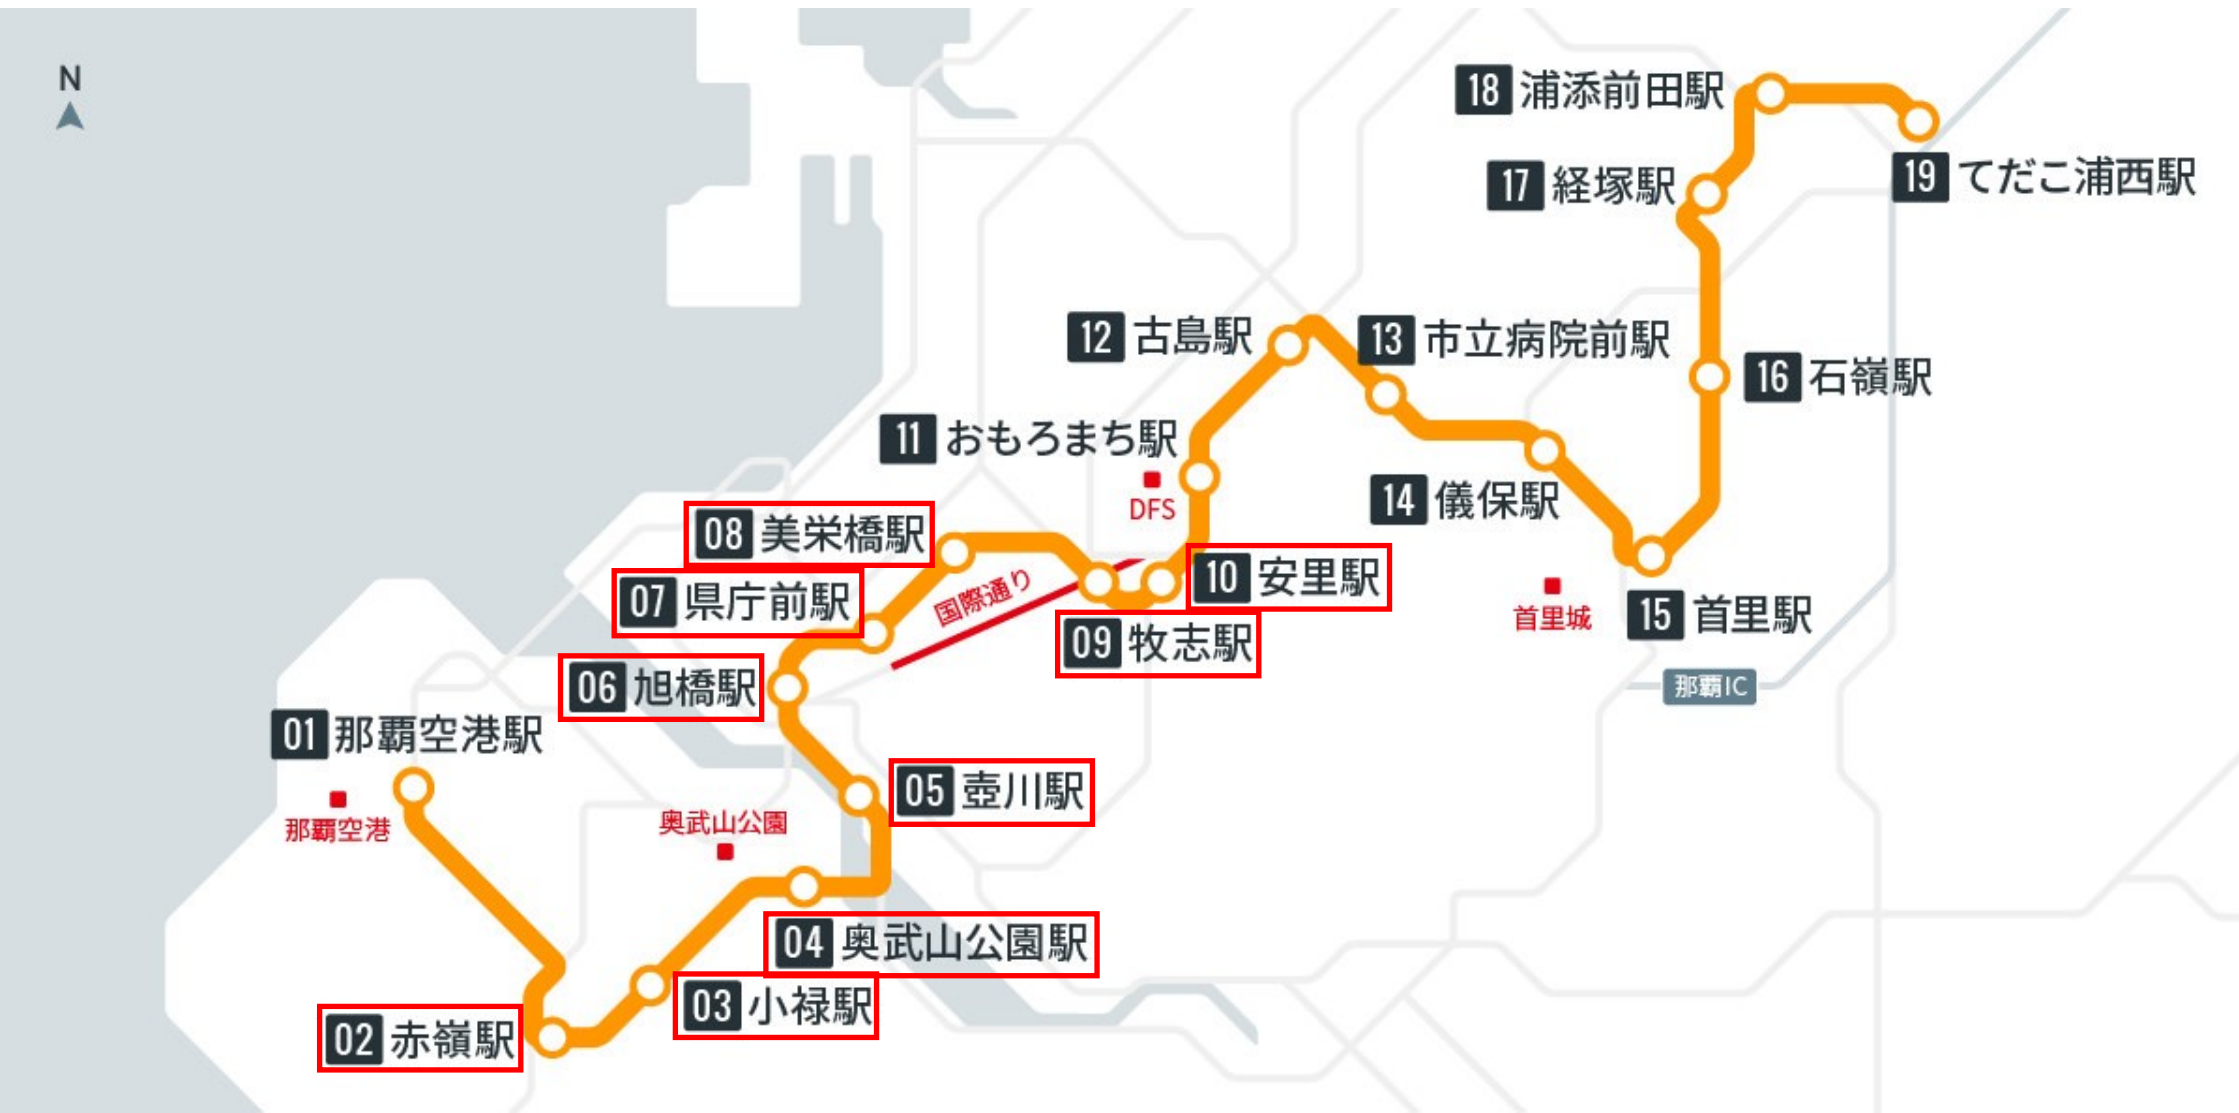 N
18 浦添前田駅
17 経塚駅
19 てだこ浦西駅
12 古島駅
13 市立病院前駅
16 石嶺駅
11 おもろまち駅
DFS
14 儀保駅
08 美栄橋駅
07 県庁前駅
国際通り
10 安里駅
09 牧志駅
首里城
15 首里駅
06 旭橋駅
那覇IC
01 那覇空港駅
那覇空港
05 壺川駅
奥武山公園
04 奥武山公園駅
03 小禄駅
02 赤嶺駅